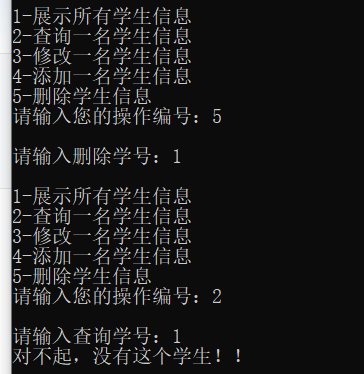 1-展示所有学生信息
2-查询一名学生信息
3-修改一名学生信息
4-添加一名学生信息
5-删除学生信息
请输入您的操作编号：5
请输入删除学号：1
1-展示所有学生信息
2-查询一名学生信息
3-修改一名学生信息
4-添加一名学生信息
5-删除学生信息
请输入您的操作编号：2
请输入查询学号：1
对不起，没有这个学生！！